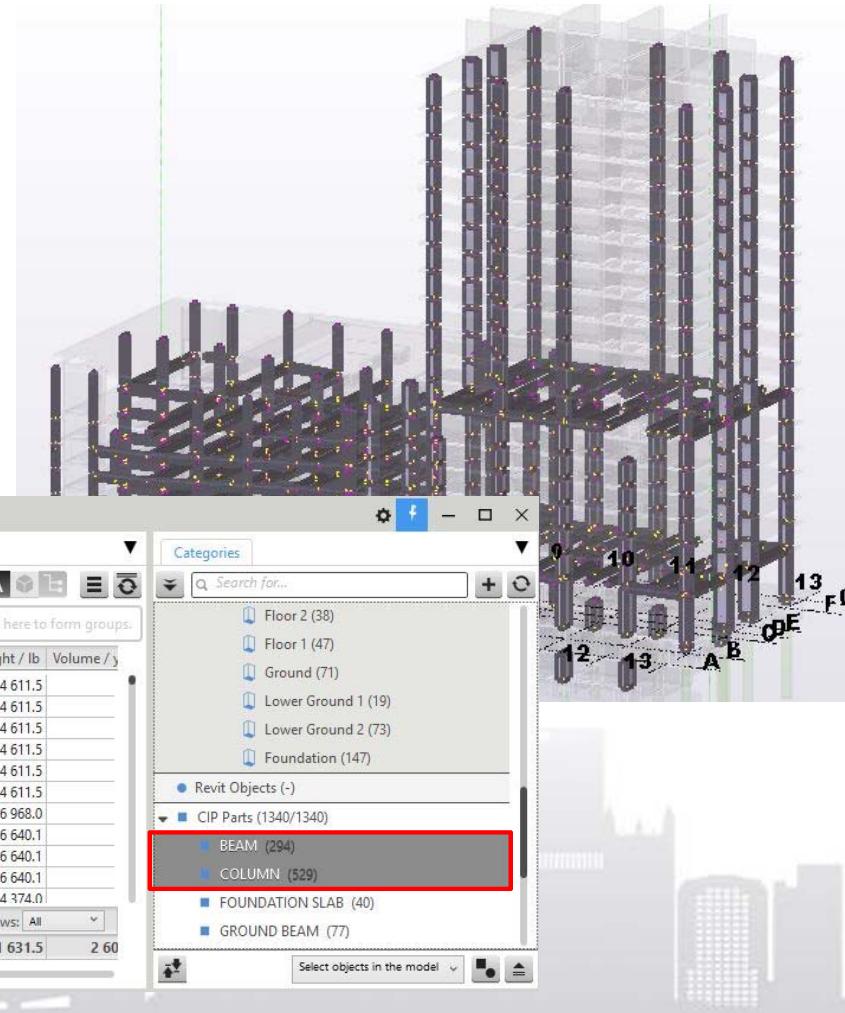 Categories
Search for...
here to form groups.
ght / lb Volume / y
4 611.5
4 611.5
4 611.5
4 611.5
4 611.5
4 611.5
6 968.0
6 640.1
6 640.1
6 640.1
4 374.0
ws: All
1 631.5 2 60
Floor 2 (38)
Floor 1 (47)
Ground (71)
Lower Ground 1 (19)
Lower Ground 2 (73)
Foundation (147)
Revit Objects (-)
CIP Parts (1340/1340)
BEAM (294)
COLUMN (529)
FOUNDATION SLAB (40)
GROUND BEAM (77)
Select objects in the model
9 10 11 12 13
12 13 A B D E F